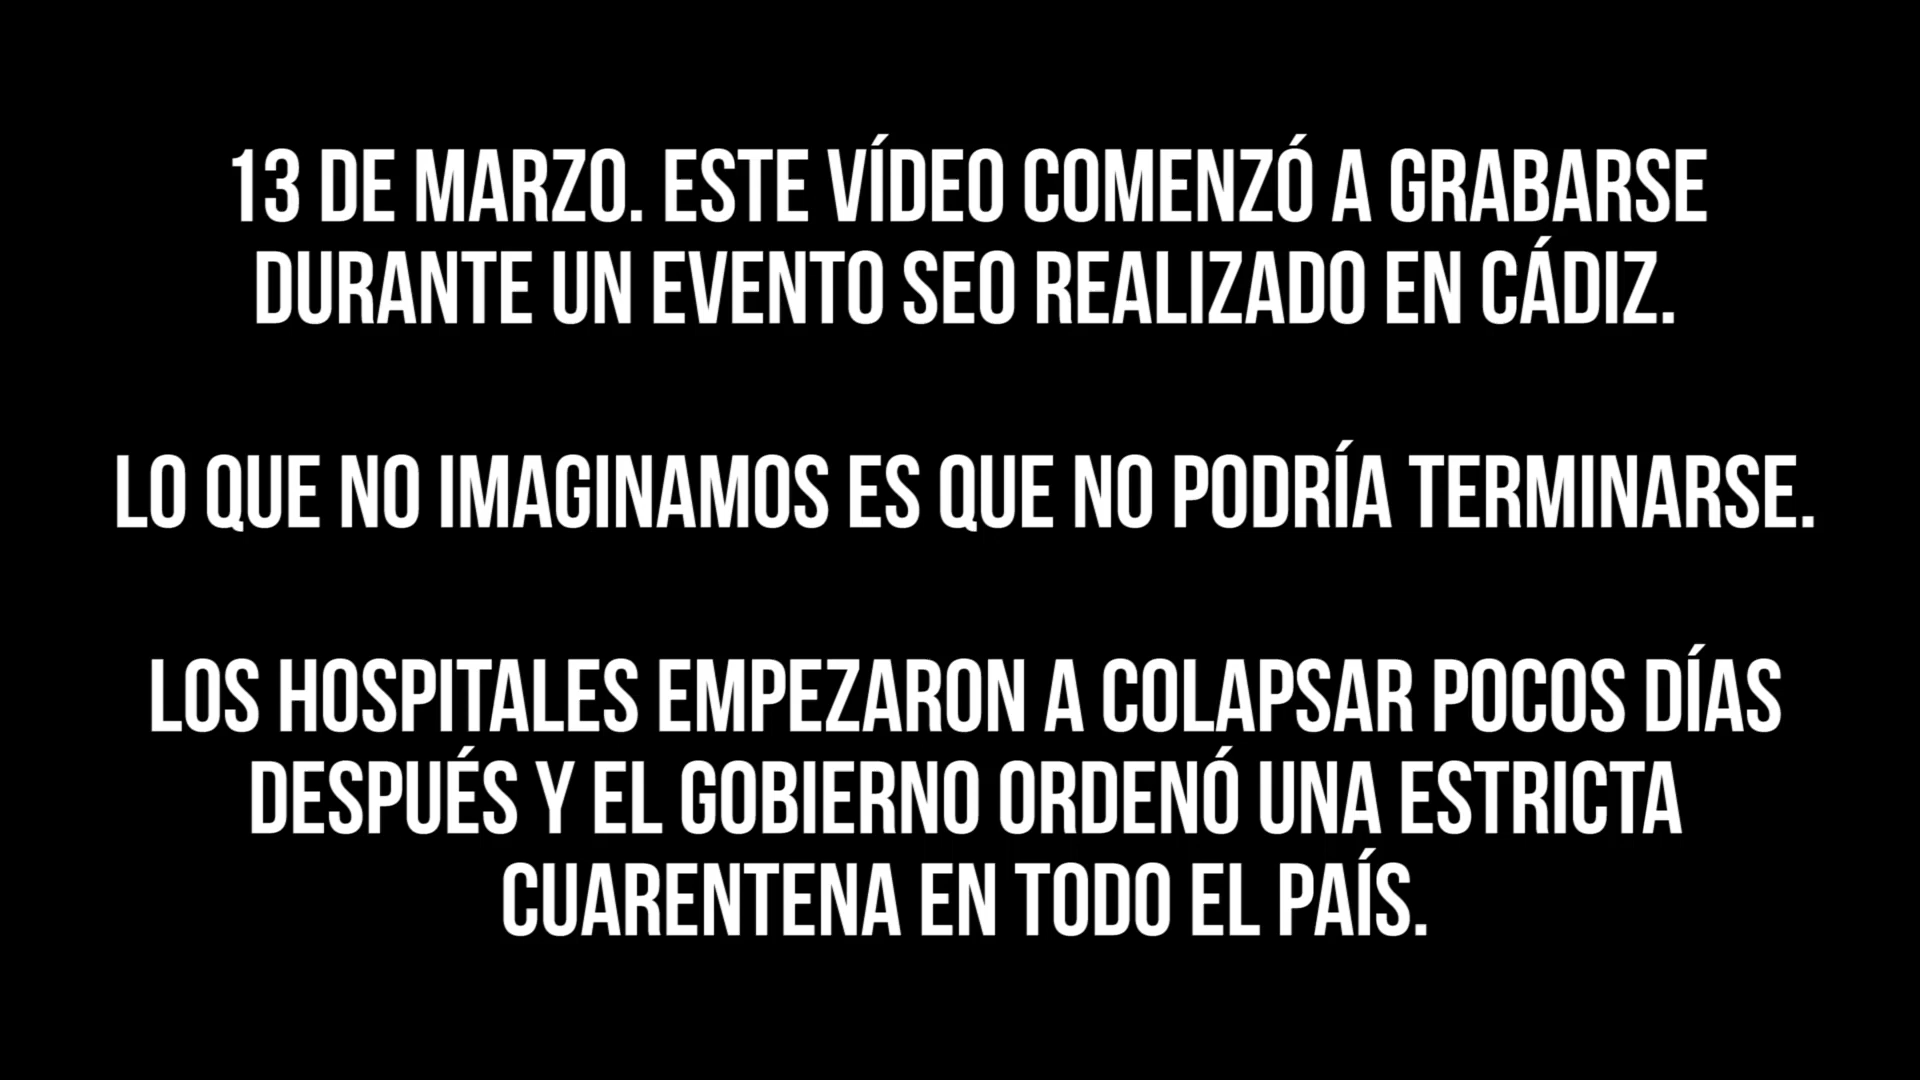 13 DE MARZO. ESTE VÍDEO COMENZÓ A GRABARSE
DURANTE UN EVENTO SEO REALIZADO EN CÁDIZ.
LO QUE NO IMAGINAMOS ES QUE NO PODRÍA TERMINARSE.
LOS HOSPITALES EMPEZARON A COLAPSAR POCOS DÍAS
DESPUÉS Y EL GOBIERNO ORDENÓ UNA ESTRICTA
CUARENTENA EN TODO EL PAÍS.